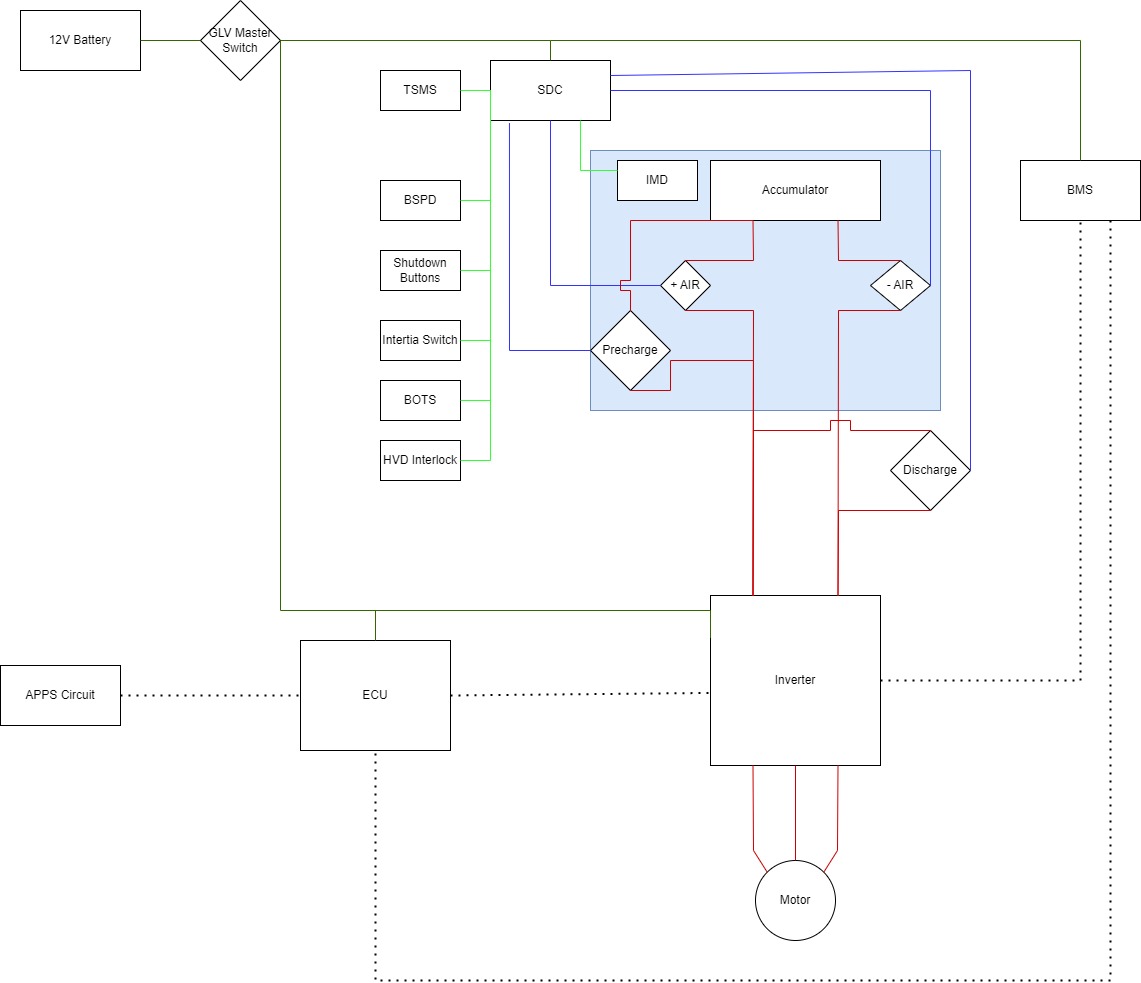 12V Battery
GLV Master
Switch
TSMS
SDC
IMD
Accumulator
BMS
BSPD
Shutdown
Buttons
+ AIR
- AIR
Intertia Switch
Precharge
BOTS
HVD Interlock
Discharge
APPS Circuit
ECU
Inverter
Motor